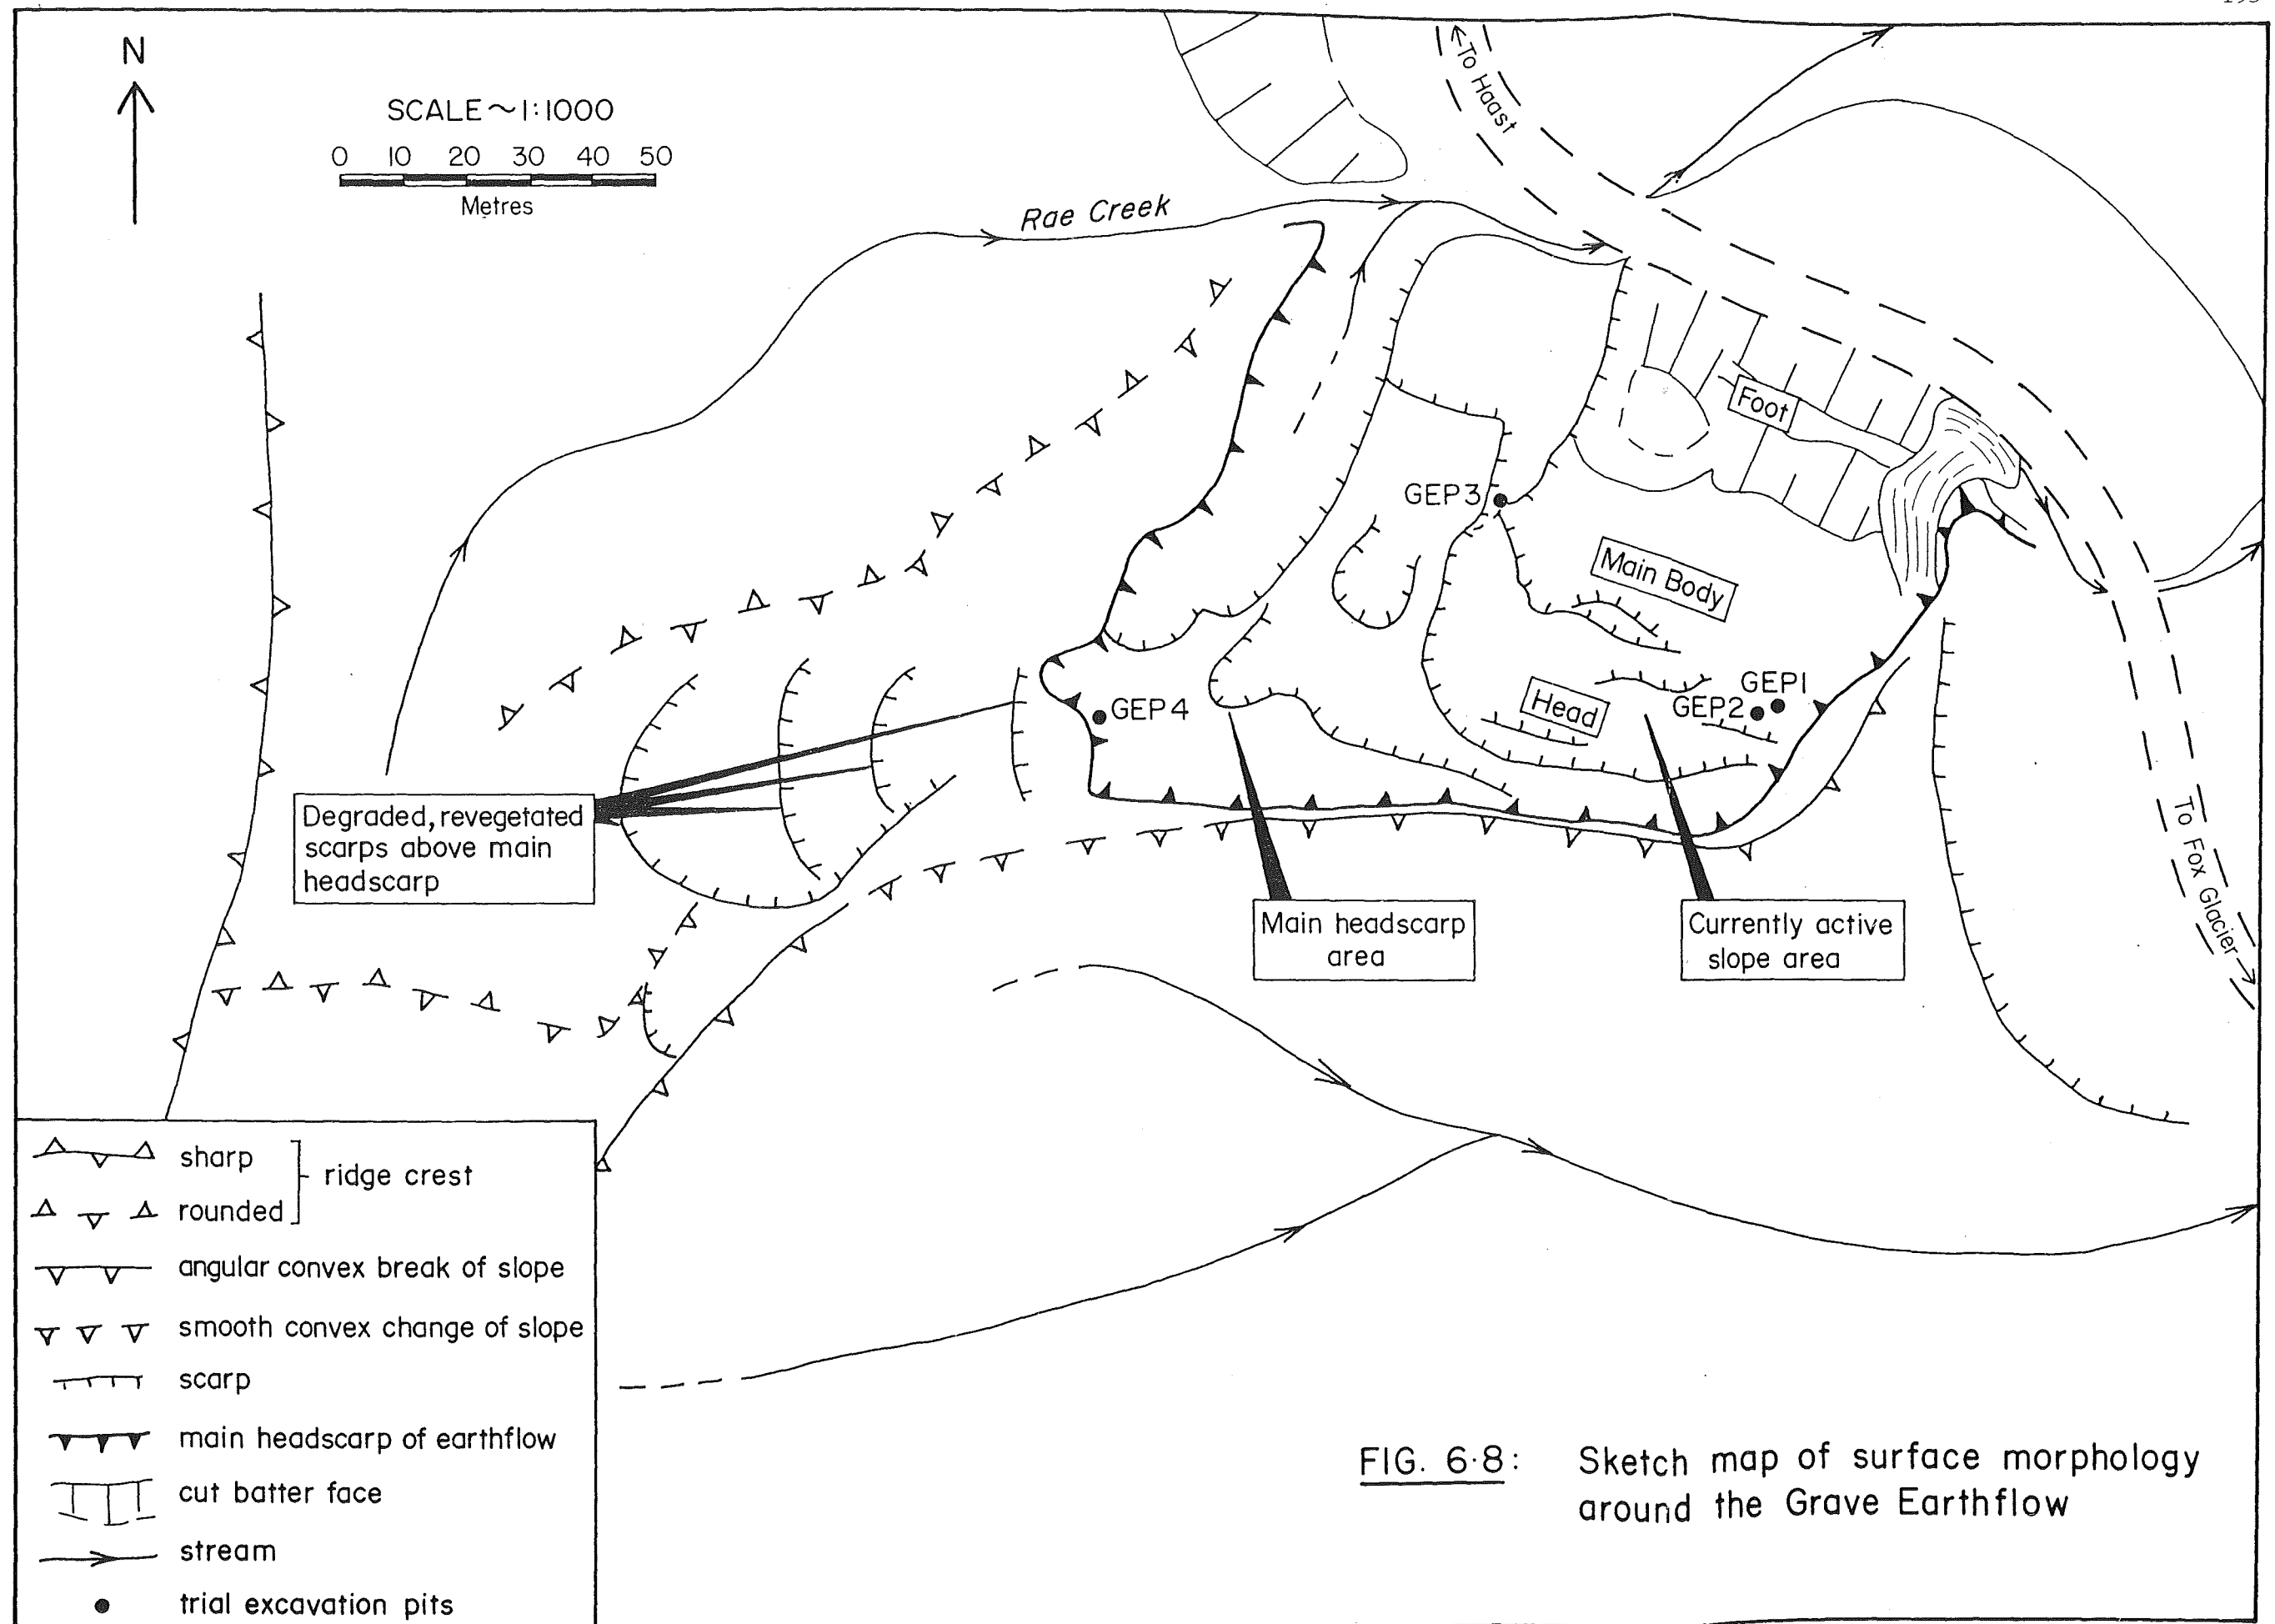 N
SCALE ~ 1:1000
0 10 20 30 40 50
Metres
←To Haast
Rae Creek
Foot
GEP3
Main Body
GEP1
GEP2
Head
GEP4
Degraded, revegetated
scarps above main
headscarp
Main headscarp
area
Currently active
slope area
To Fox Glacier→
sharp
ridge crest
rounded
angular convex break of slope
smooth convex change of slope
scarp
main headscarp of earthflow
cut batter face
stream
trial excavation pits
FIG. 6·8: Sketch map of surface morphology
around the Grave Earthflow